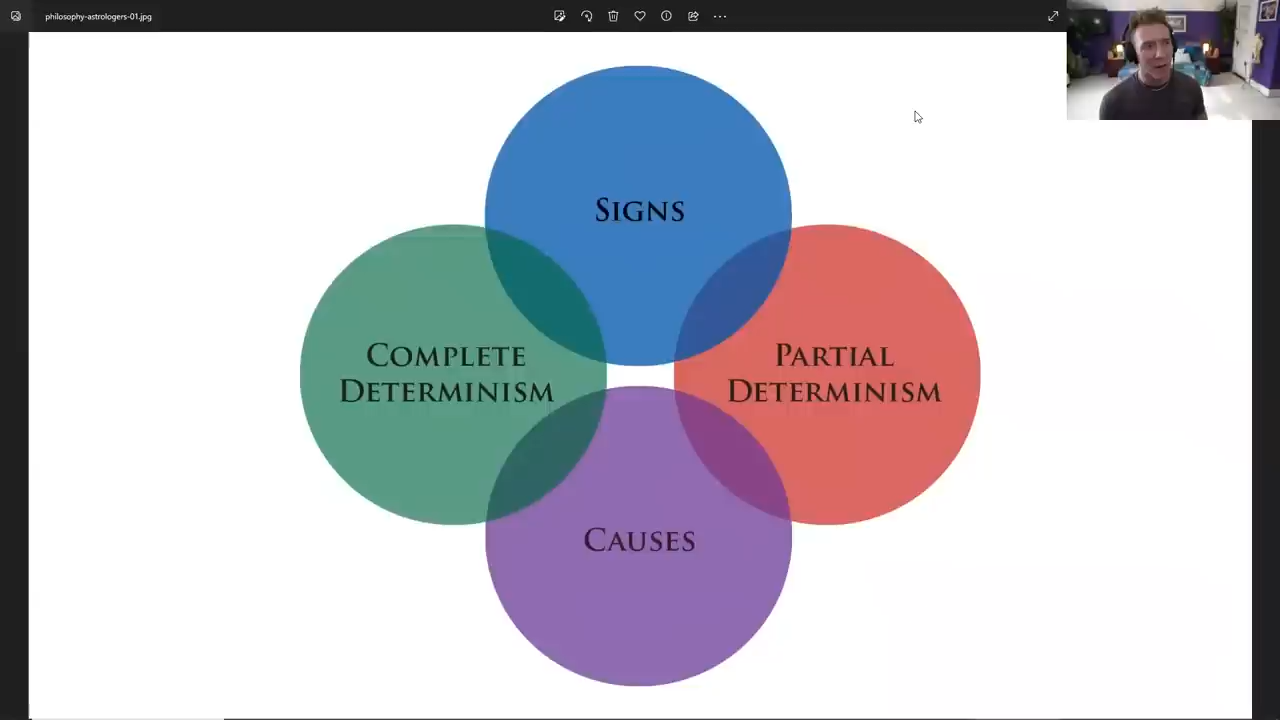 philosophy-astrologers-01.jpg
Signs
Complete
Determinism
Partial
Determinism
Causes